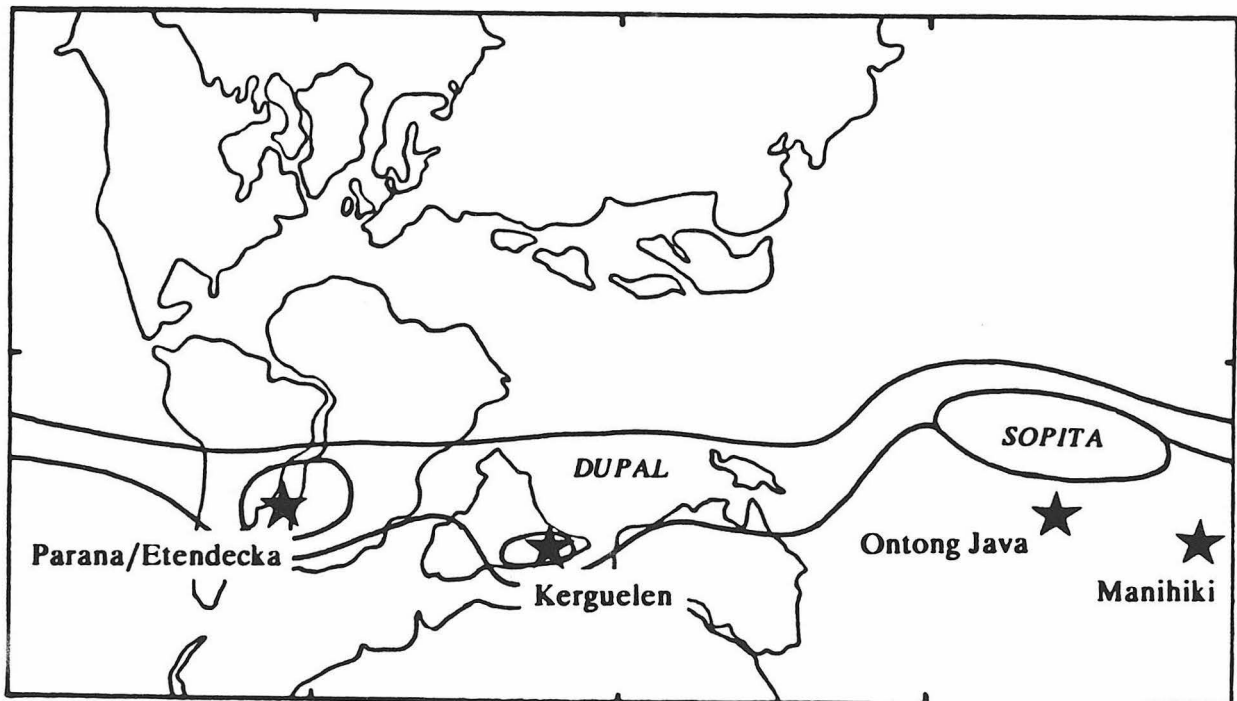 SOPITA
DUPAL
Parana/Etendecka
Ontong Java
Kerguelen
Manihiki